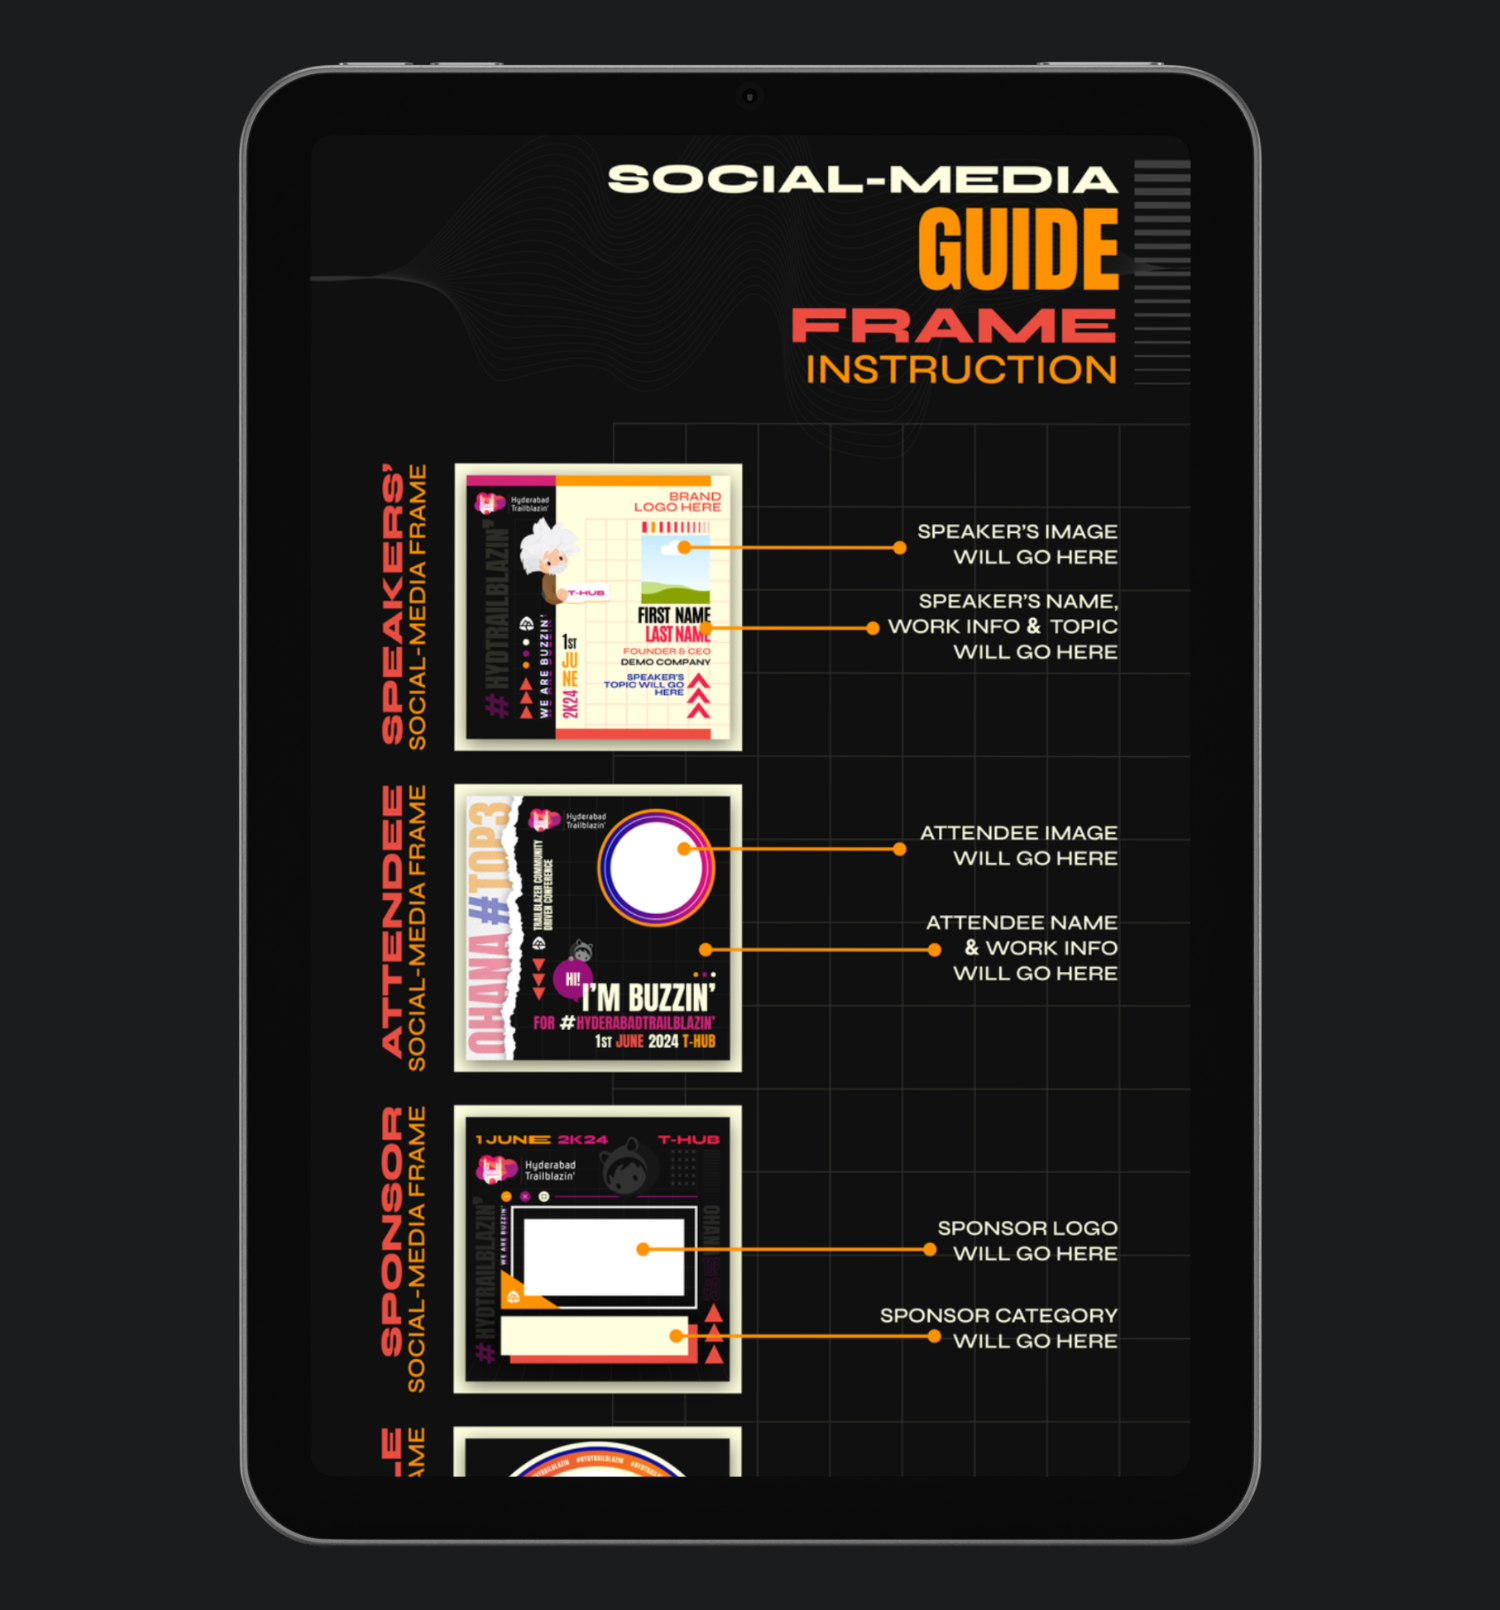 SOCIAL-MEDIA
GUIDE
FRAME
INSTRUCTION
SPEAKERS'
SOCIAL-MEDIA FRAME
Hyderabad
Trailblazin'
#HYDTRAILBLAZIN'
WE ARE BUZZIN'
T-HUB
1ST
JU
NE
2K24
BRAND
LOGO HERE
FIRST NAME
LAST NAME
FOUNDER & CEO
DEMO COMPANY
SPEAKER'S
TOPIC WILL GO
HERE
SPEAKER'S IMAGE
WILL GO HERE
SPEAKER'S NAME,
WORK INFO & TOPIC
WILL GO HERE
ATTENDEE
SOCIAL-MEDIA FRAME
OHANA #TOP3
Hyderabad
Trailblazin'
TRAILBLAZER COMMUNITY
DRIVEN CONFERENCE
HI!
I'M BUZZIN'
FOR #HYDERABADTRAILBLAZIN'
1ST JUNE 2024 T-HUB
ATTENDEE IMAGE
WILL GO HERE
ATTENDEE NAME
& WORK INFO
WILL GO HERE
SPONSOR
SOCIAL-MEDIA FRAME
1 JUNE 2K24
T-HUB
Hyderabad
Trailblazin'
#HYDTRAILBLAZIN'
WE ARE BUZZIN'
OHANA
SPONSOR LOGO
WILL GO HERE
SPONSOR CATEGORY
WILL GO HERE
LE
AME
#HYDTRAILBLAZIN